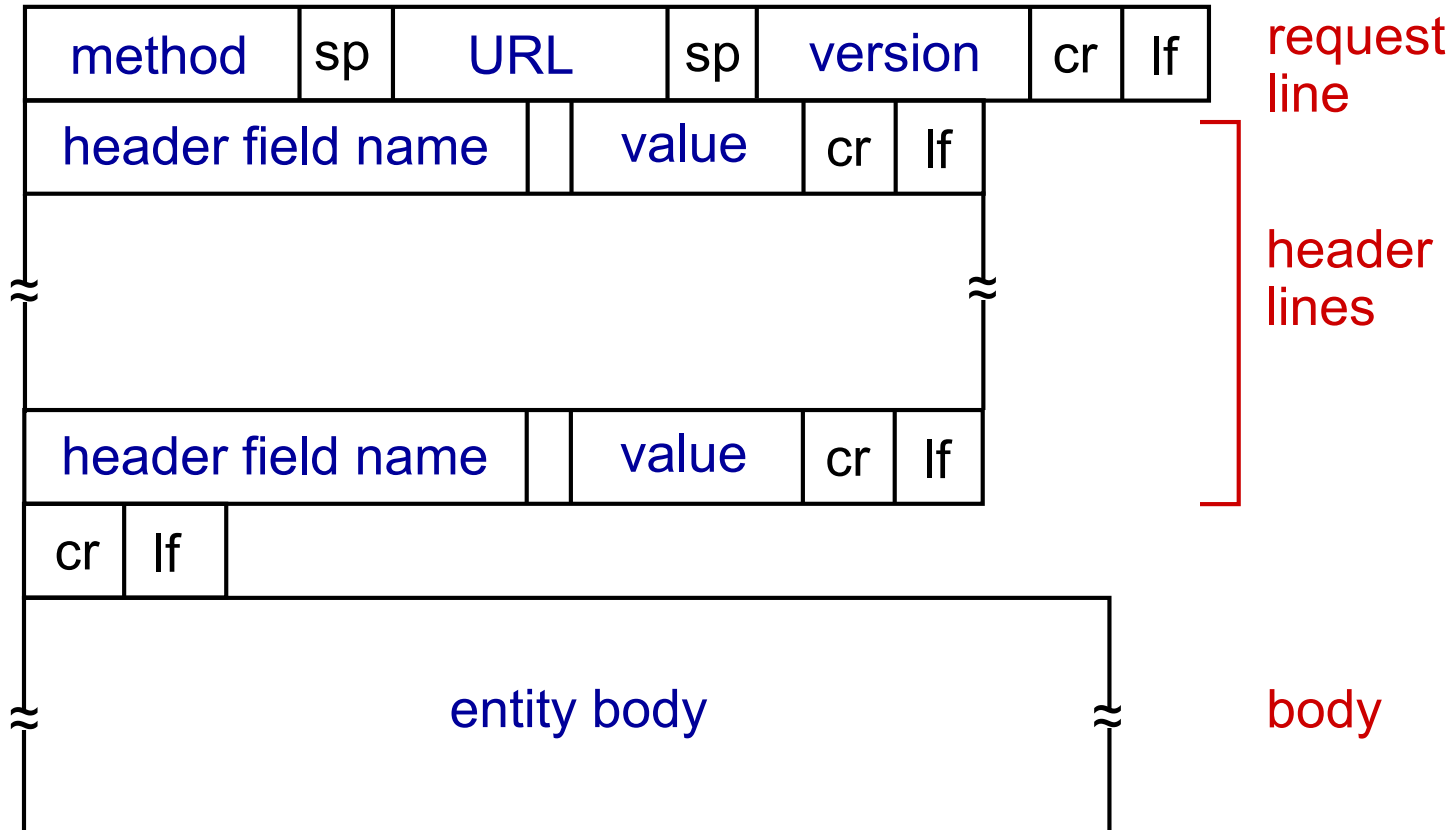 method sp URL sp version cr lf
request
line
header field name value cr lf
header
lines
header field name value cr lf
cr lf
entity body
body